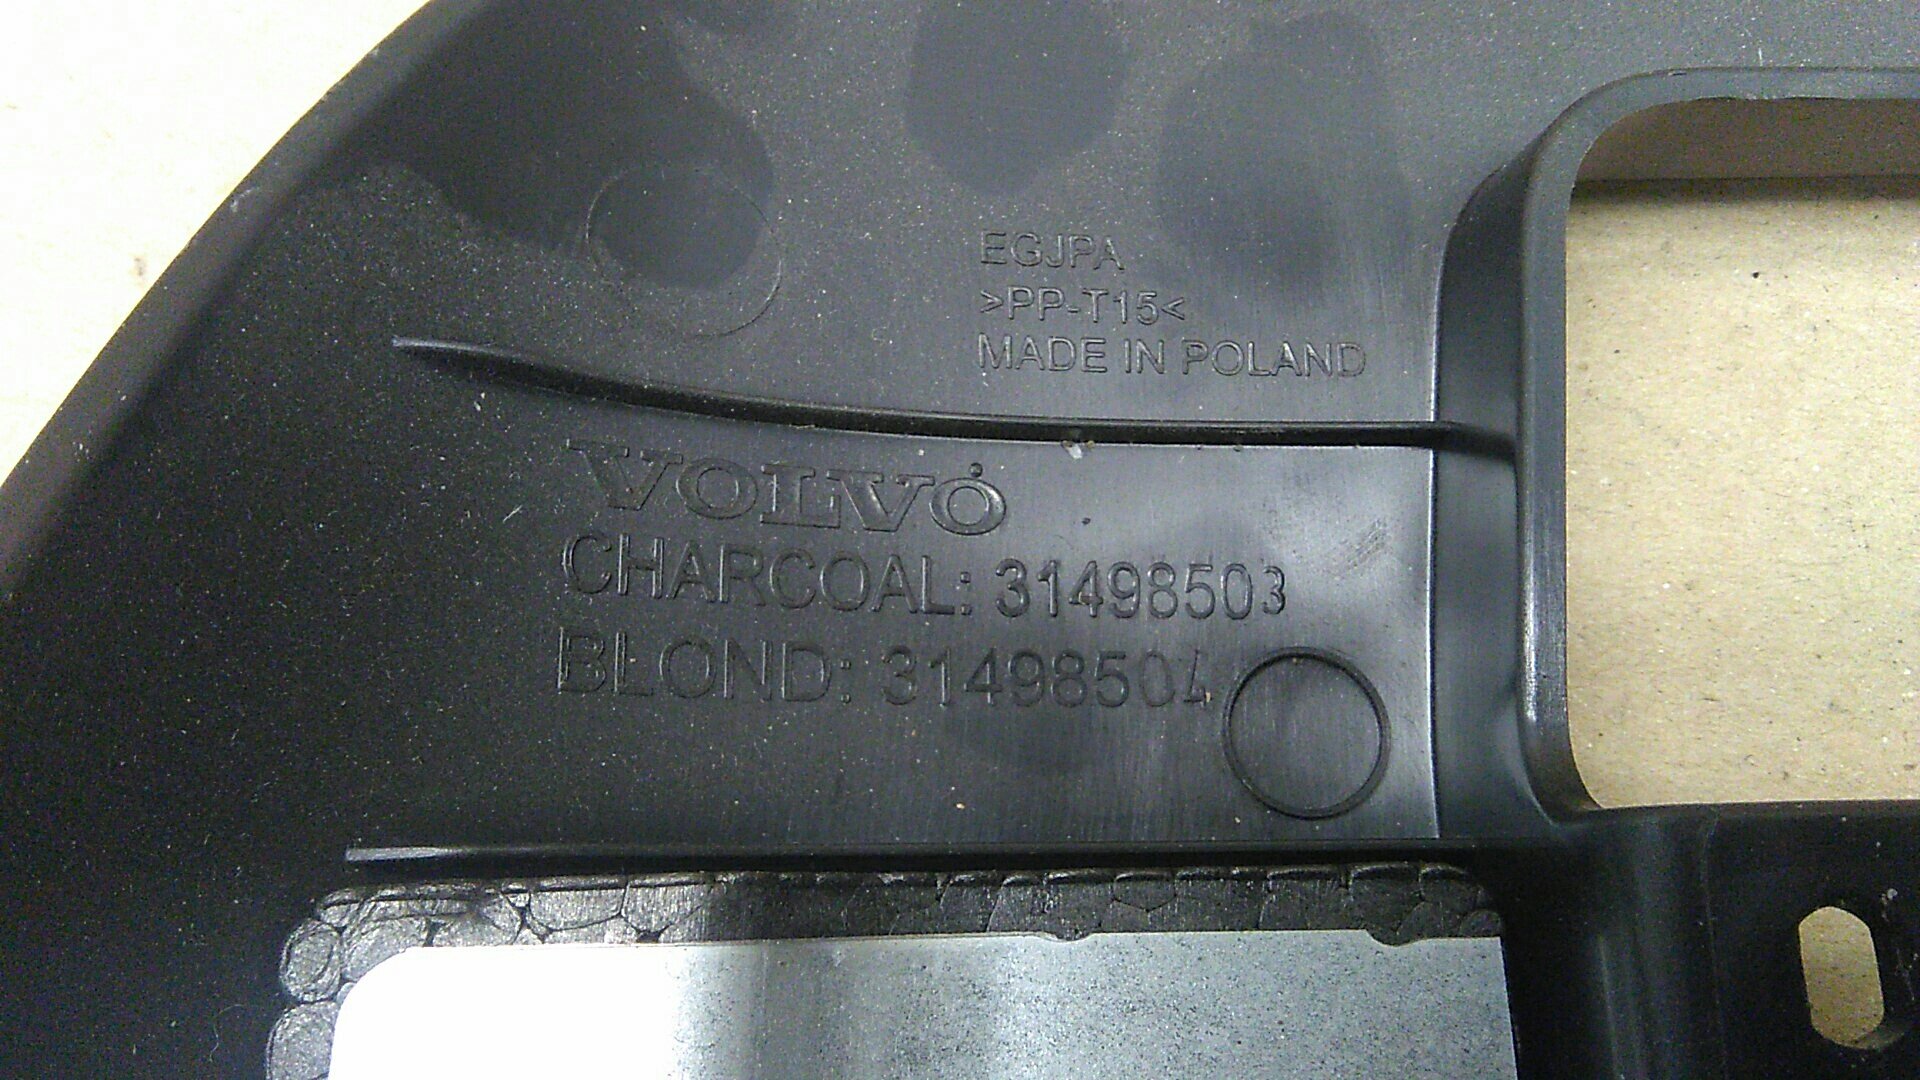 EGJPA
>PP-T15<
MADE IN POLAND
VOLVO
CHARCOAL: 31498503
BLOND: 31498504